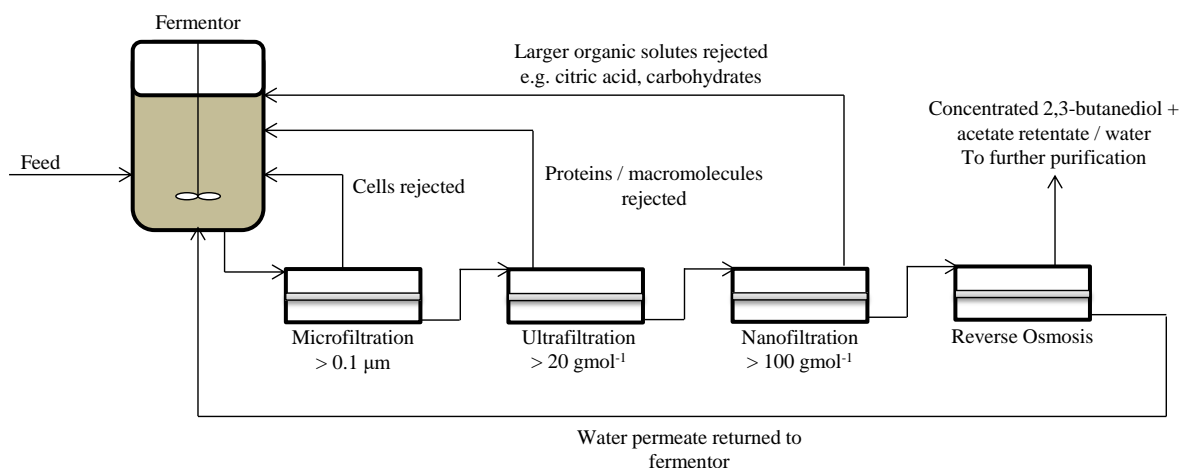 Fermentor
Larger organic solutes rejected
e.g. citric acid, carbohydrates
Concentrated 2,3-butanediol +
acetate retentate / water
To further purification
Feed
Cells rejected
Proteins / macromolecules
rejected
Microfiltration
> 0.1 μm
Ultrafiltration
> 20 gmol⁻¹
Nanofiltration
> 100 gmol⁻¹
Reverse Osmosis
Water permeate returned to
fermentor